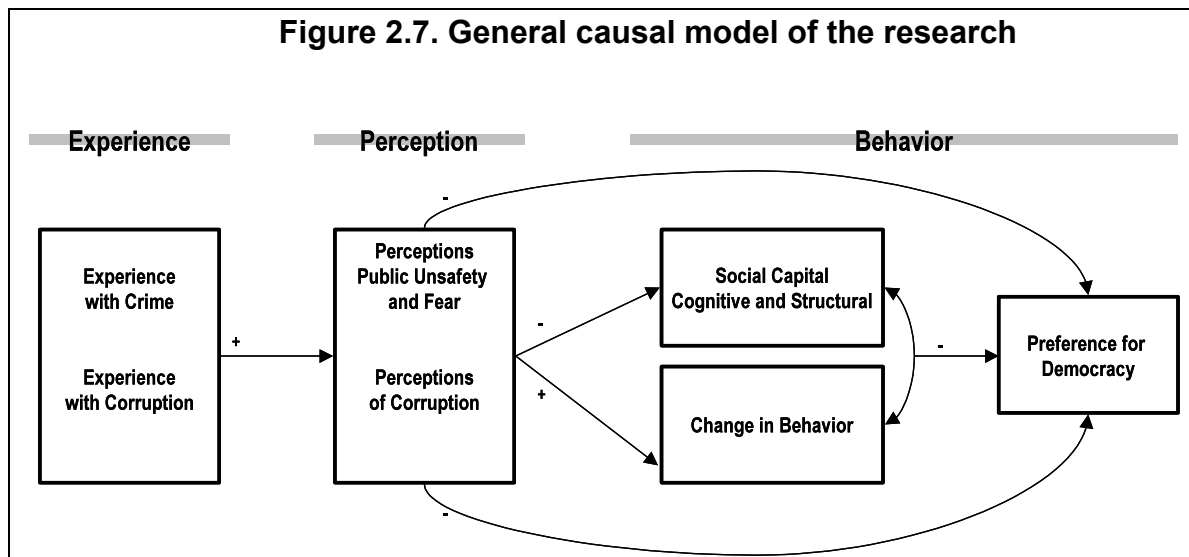 Figure 2.7. General causal model of the research
Experience
Perception
Behavior
-
Experience
with Crime
Experience
with Corruption
+
Perceptions
Public Unsafety
and Fear
Perceptions
of Corruption
-
+
Social Capital
Cognitive and Structural
Change in Behavior
-
Preference for
Democracy
-